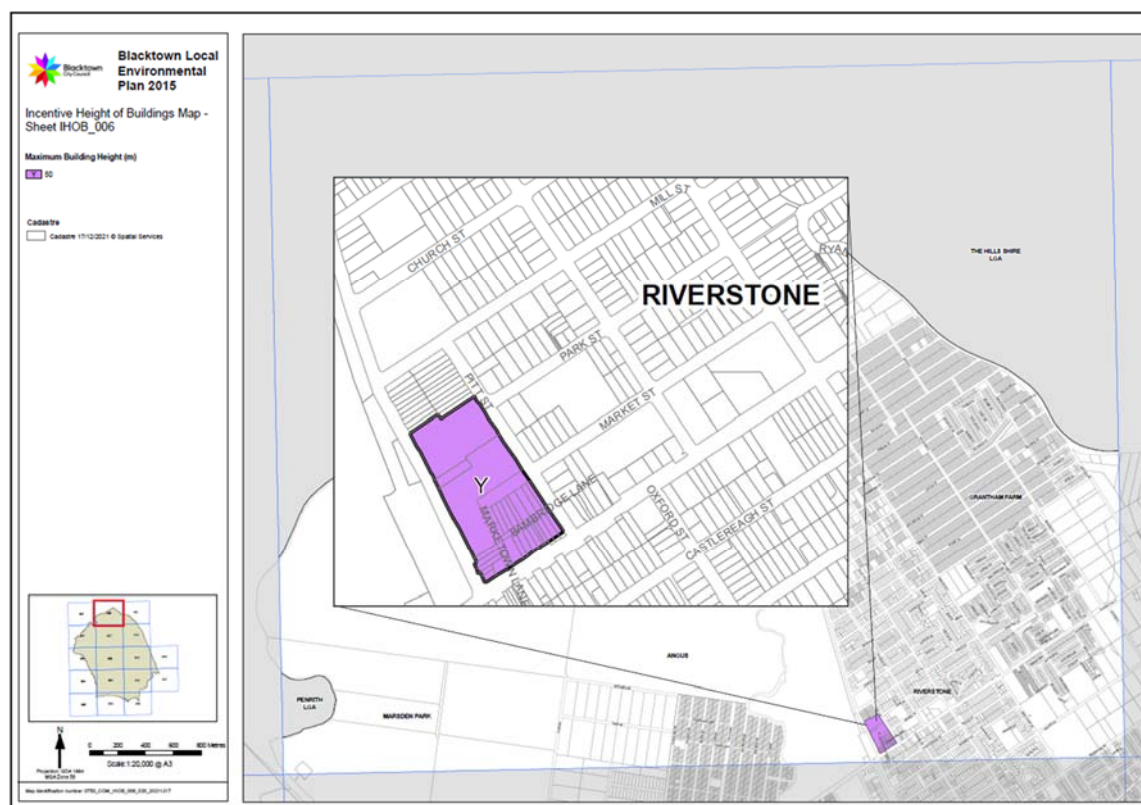 Blacktown
City Council
Blacktown Local
Environmental
Plan 2015
Incentive Height of Buildings Map -
Sheet IHOB_006
Maximum Building Height (m)
Y 50
Cadastre
Cadastre 17/12/2021 © Spatial Services
N
0 200 400 600 800 Metres
Scale: 1:20,000 @ A3
CHURCH ST
MILL ST
RIVERSTONE
PARK ST
PITT ST
MARKET ST
Y
BAMBRIDGE LANE
MARKETOWN LANE
OXFORD ST
CASTLEREAGH ST
THE HILLS SHIRE
LGA
GRANTHAM FARM
ANGUS
RIVERSTONE
PENRITH
LGA
MARSDEN PARK